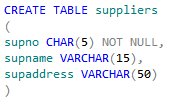 CREATE TABLE suppliers
(
supno CHAR(5) NOT NULL,
supname VARCHAR(15),
supaddress VARCHAR(50)
)